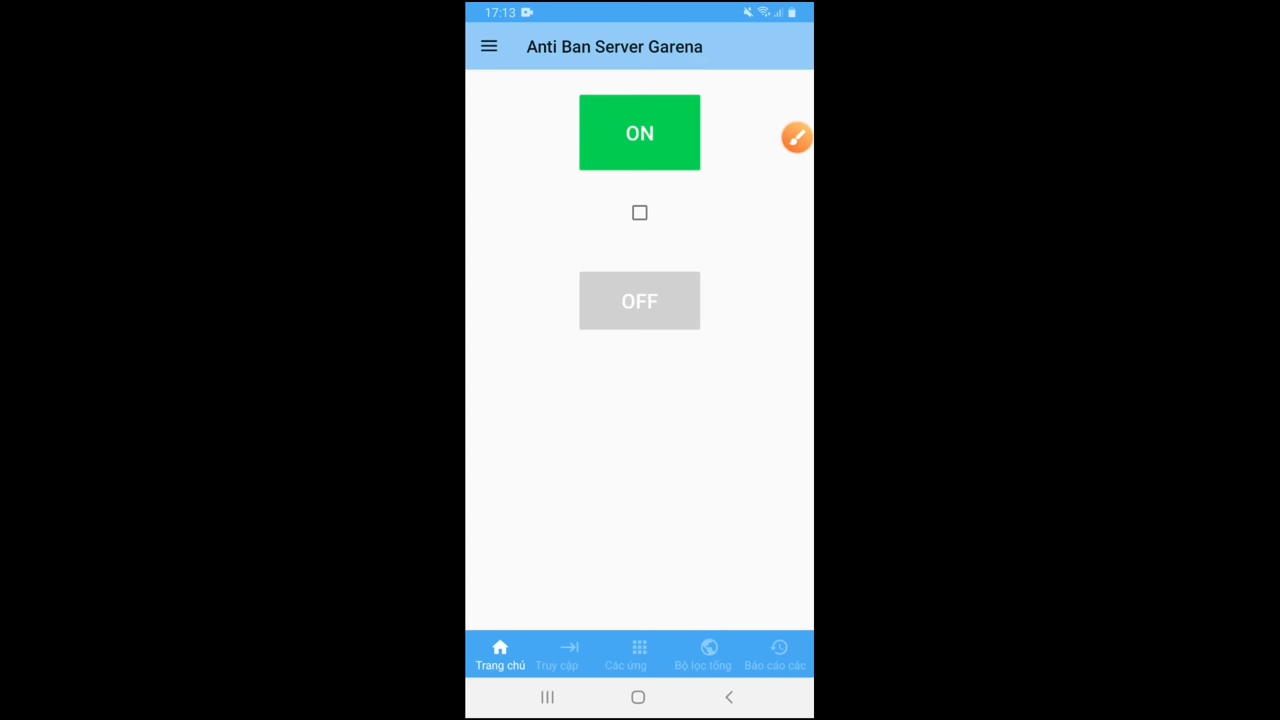 17:13
Anti Ban Server Garena
ON
OFF
Trang chủ Truy cập Các ứng Bộ lọc tổng Báo cáo các